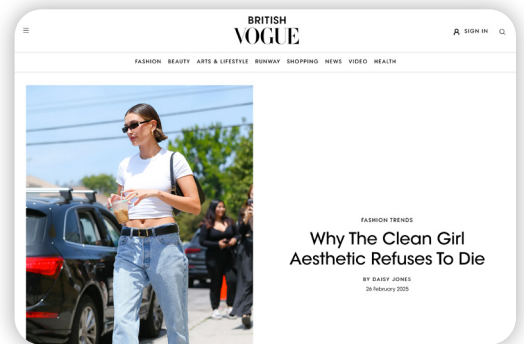 BRITISH
VOGUE
SIGN IN
FASHION BEAUTY ARTS & LIFESTYLE RUNWAY SHOPPING NEWS VIDEO HEALTH
FASHION TRENDS
Why The Clean Girl
Aesthetic Refuses To Die
BY DAISY JONES
26 February 2025